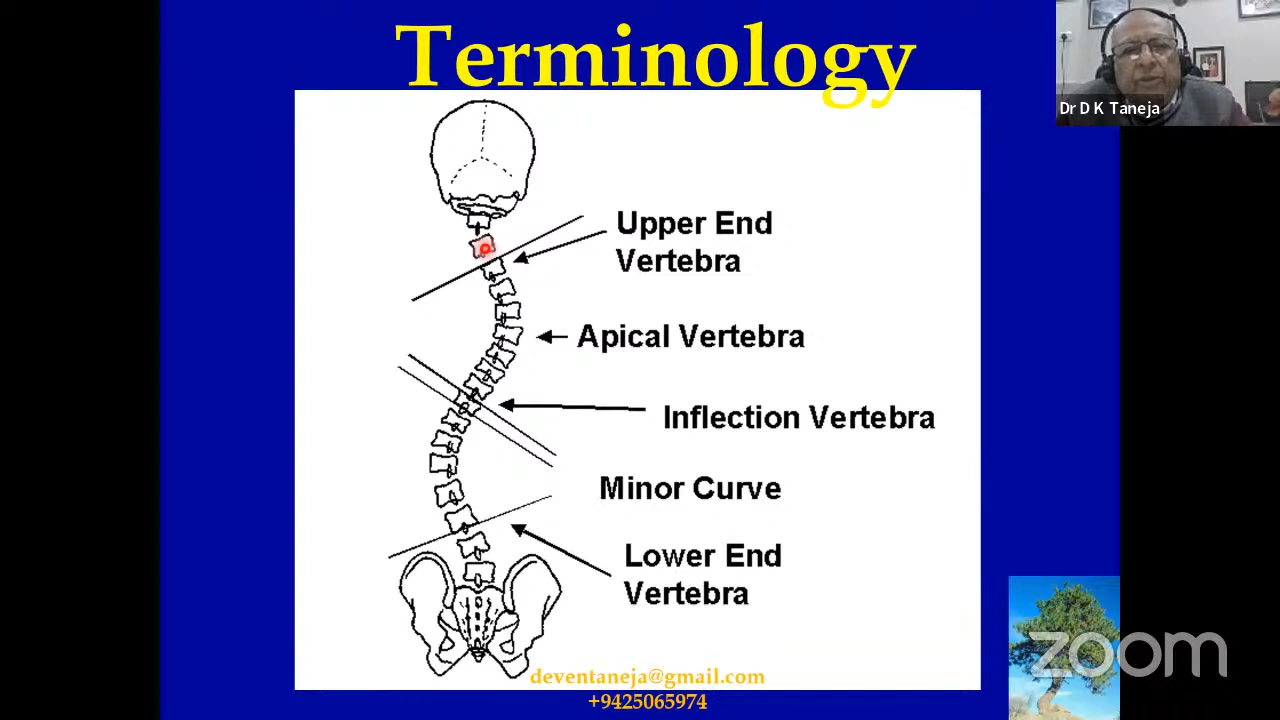 Terminology
Dr D K Taneja
Upper End
Vertebra
Apical Vertebra
Inflection Vertebra
Minor Curve
Lower End
Vertebra
zoom
deventaneja@gmail.com
+9425065974